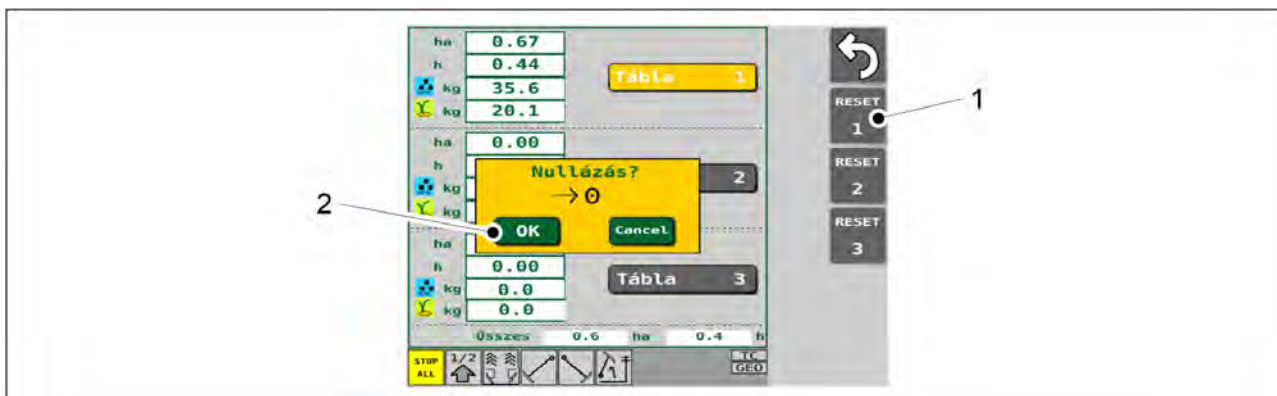 ha 0.67
h 0.44
kg 35.6
kg 20.1
Tábla 1
ha 0.00
h
kg
kg
2
Nullázás?
→0
OK Cancel
ha
h 0.00
kg 0.0
kg 0.0
Tábla 3
Összes 0.6 ha 0.4 h
STOP
ALL
1/2
TC
GEO
RESET
1
RESET
2
RESET
3
1
2